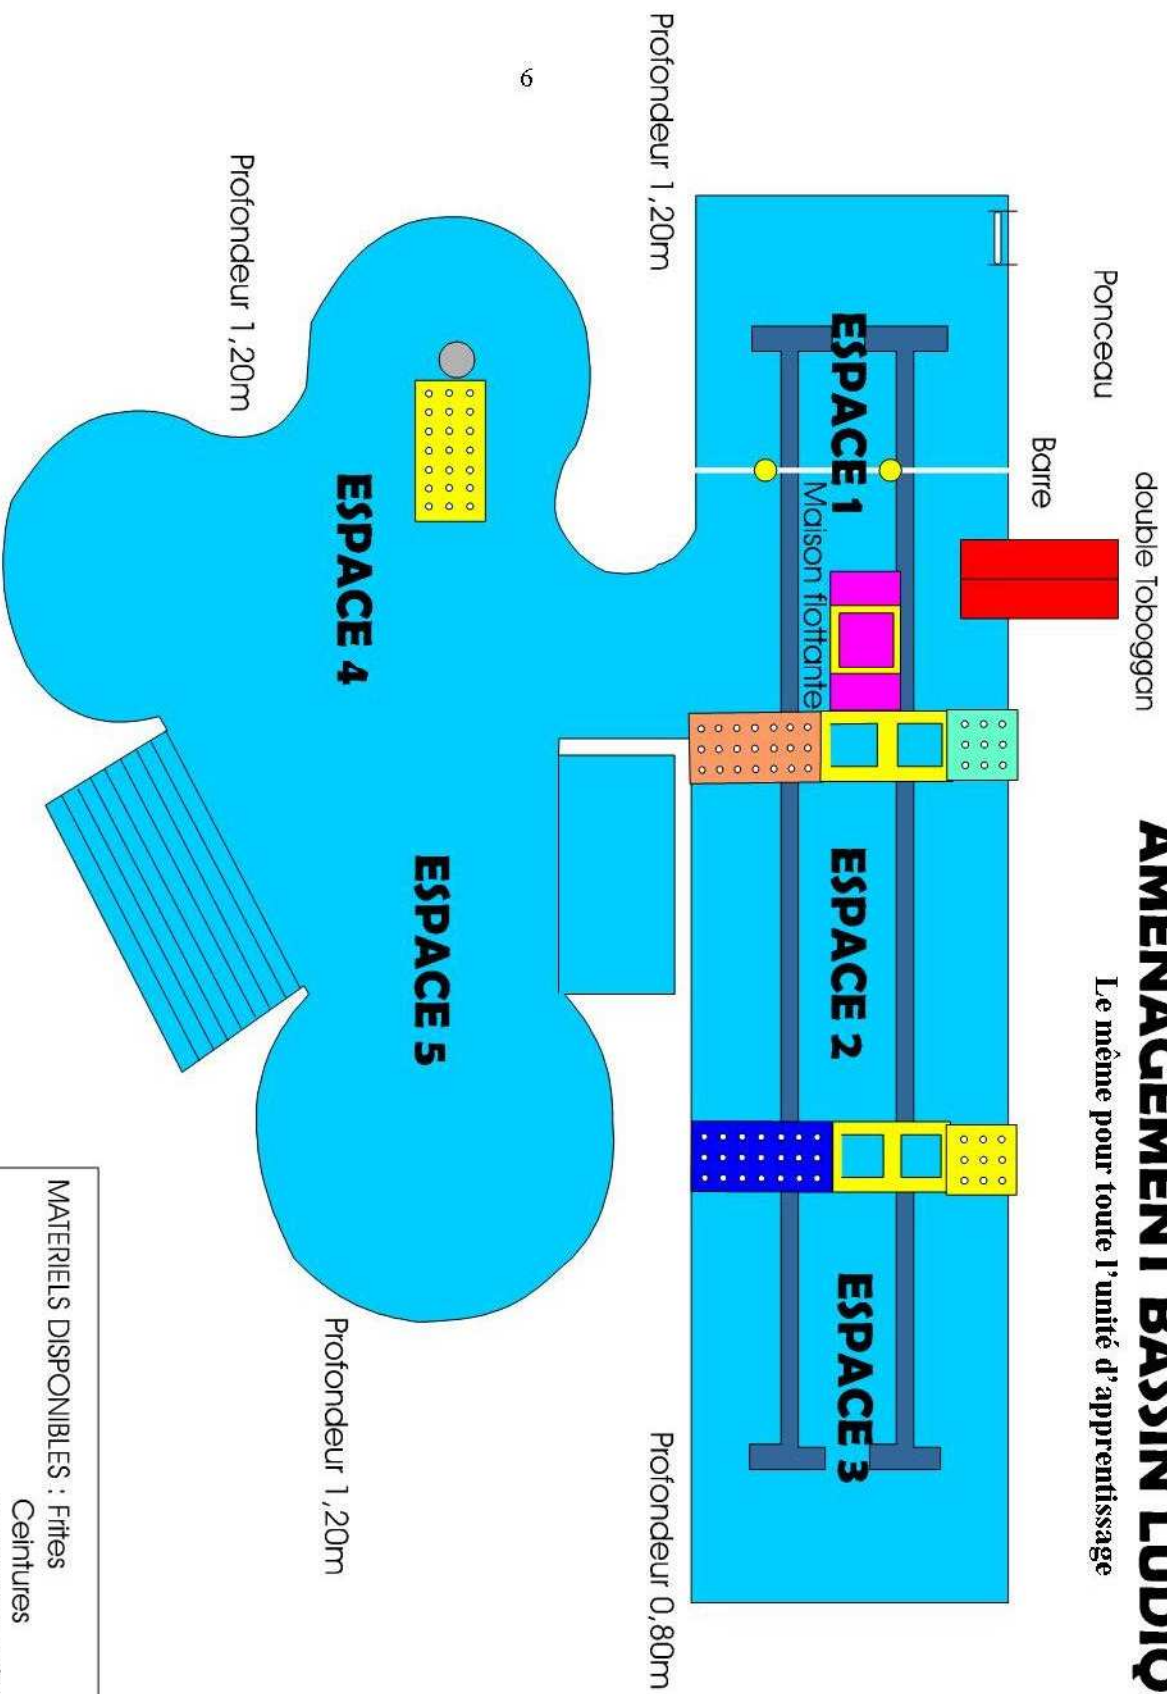 AMENAGEMENT BASSIN LUDIQ
Le même pour toute l'unité d'apprentissage
double Toboggan
Ponceau
Barre
ESPACE 1
Maison flottante
ESPACE 2
ESPACE 3
Profondeur 1,20m
Profondeur 0,80m
ESPACE 4
ESPACE 5
Profondeur 1,20m
Profondeur 1,20m
MATERIELS DISPONIBLES : Frites
Ceintures
6